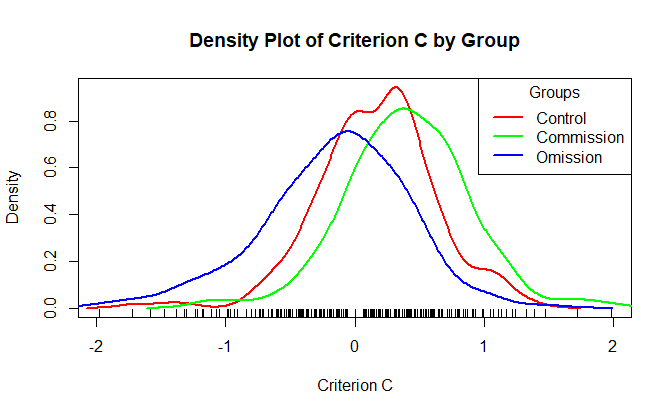 Density Plot of Criterion C by Group
Groups
Control
Commission
Omission
Density
0.8
0.6
0.4
0.2
0.0
-2 -1 0 1 2
Criterion C